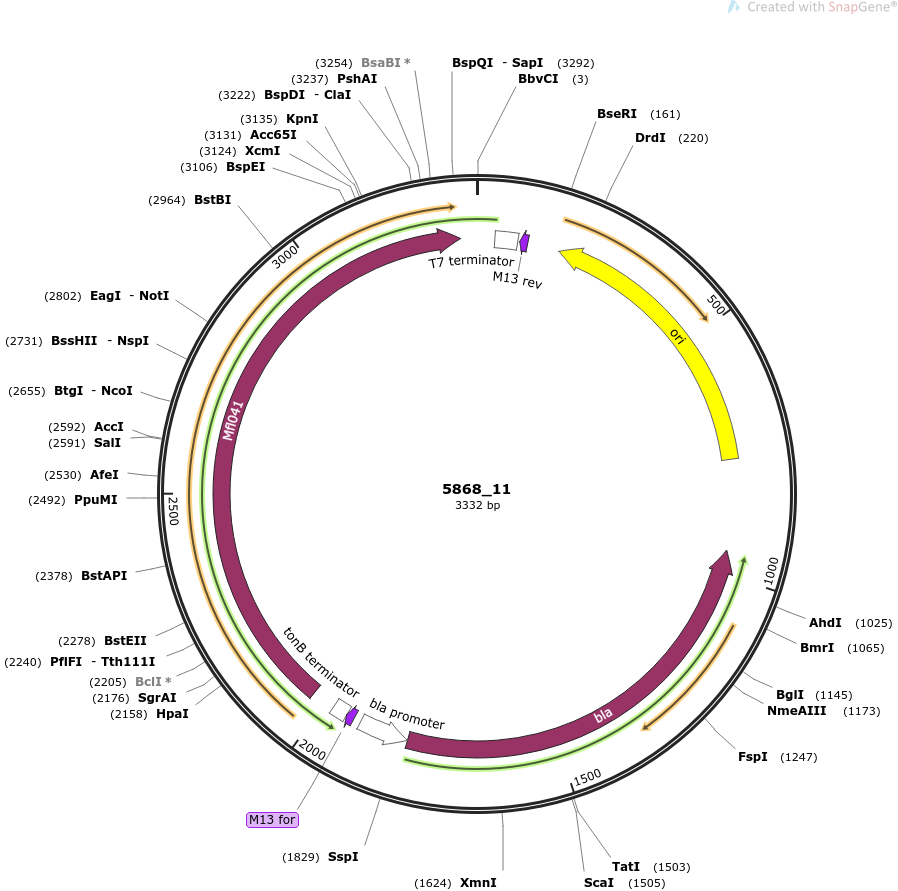 Created with SnapGene®
(3254) BsaBI *
(3237) PshAI
(3222) BspDI - ClaI
(3135) KpnI
(3131) Acc65I
(3124) XcmI
(3106) BspEI
(2964) BstBI
(2802) EagI - NotI
(2731) BssHII - NspI
(2655) BtgI - NcoI
(2592) AccI
(2591) SalI
(2530) AfeI
(2492) PpuMI
(2378) BstAPI
(2278) BstEII
(2240) PflFI - Tth111I
(2205) BclI *
(2176) SgrAI
(2158) HpaI
BspQI - SapI (3292)
BbvCI (3)
BseRI (161)
DrdI (220)
AhdI (1025)
BmrI (1065)
BglI (1145)
NmeAIII (1173)
FspI (1247)
TatI (1503)
ScaI (1505)
(1624) XmnI
(1829) SspI
M13 for
500
1000
1500
2000
2500
3000
T7 terminator
M13 rev
ori
Mfl041
tonB terminator
bla promoter
bla
5868_11
3332 bp